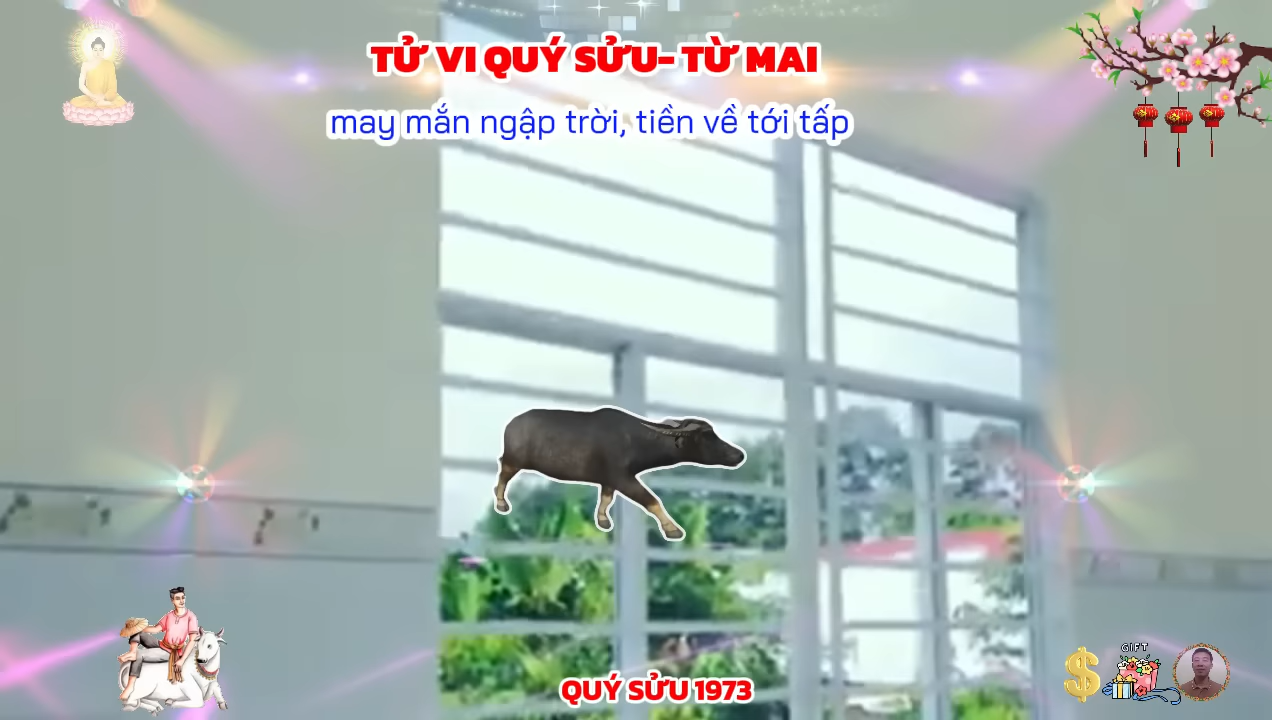 TỬ VI QUÝ SỬU- TỪ MAI
may mắn ngập trời, tiền về tới tấp
GIFT
QUÝ SỬU 1973